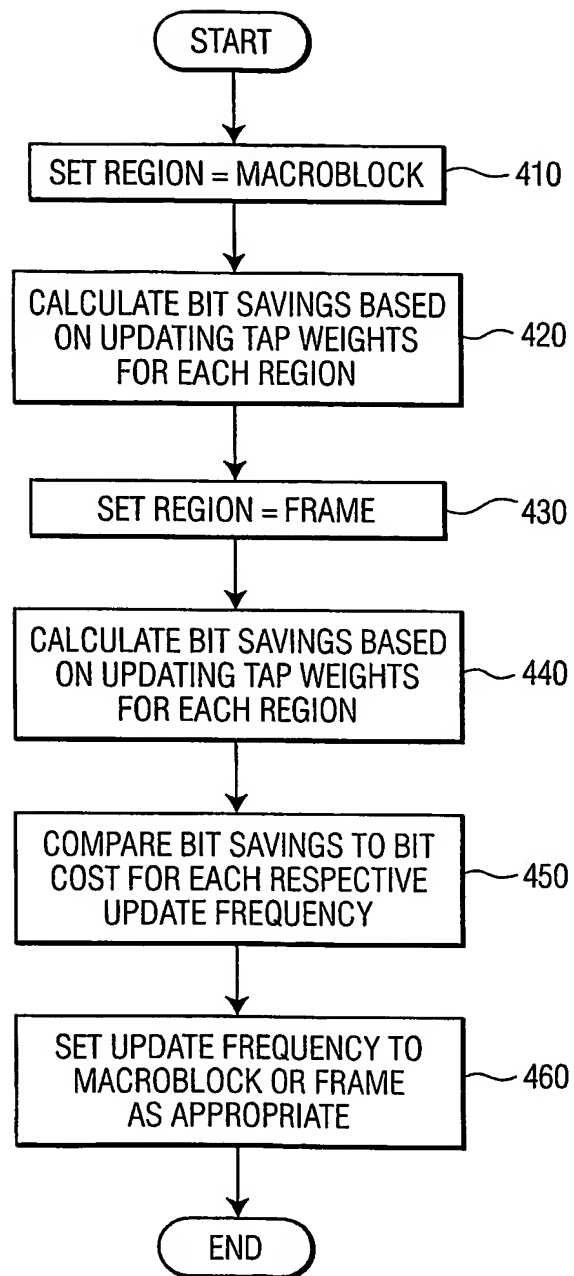 START
SET REGION = MACROBLOCK
410
CALCULATE BIT SAVINGS BASED
ON UPDATING TAP WEIGHTS
FOR EACH REGION
420
SET REGION = FRAME
430
CALCULATE BIT SAVINGS BASED
ON UPDATING TAP WEIGHTS
FOR EACH REGION
440
COMPARE BIT SAVINGS TO BIT
COST FOR EACH RESPECTIVE
UPDATE FREQUENCY
450
SET UPDATE FREQUENCY TO
MACROBLOCK OR FRAME
AS APPROPRIATE
460
END